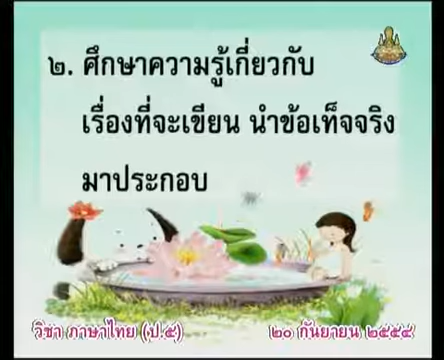 ๒. ศึกษาความรู้เกี่ยวกับ
เรื่องที่จะเขียน นำข้อเท็จจริง
มาประกอบ
วิชา ภาษาไทย (ป.๕) ๒๐ กันยายน ๒๕๕๔